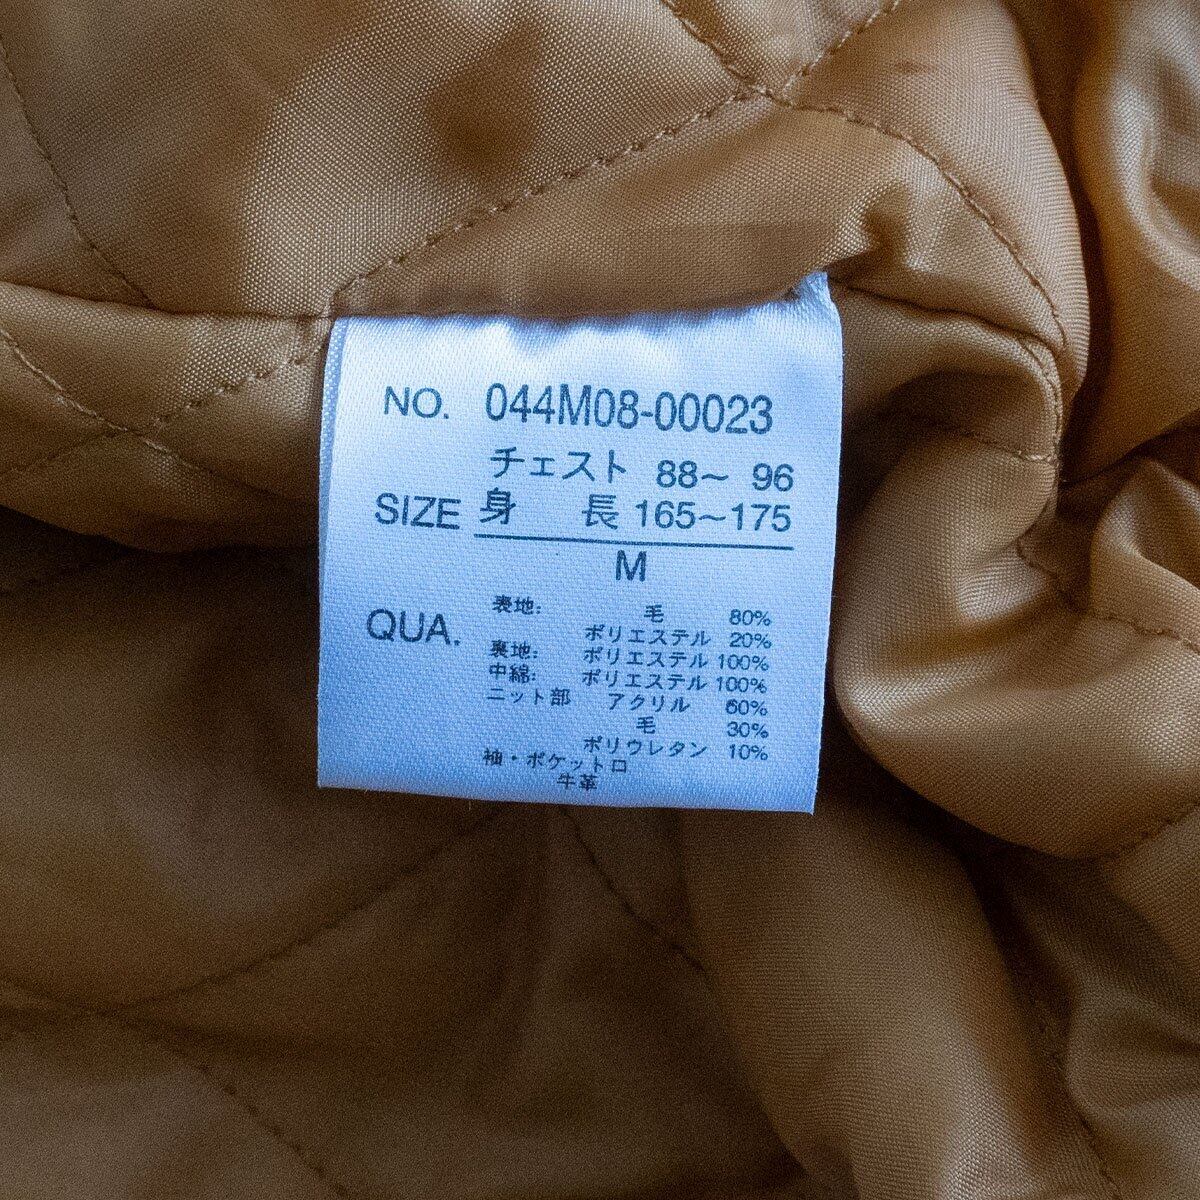 NO. 044M08-00023
チェスト 88～ 96
SIZE 身 長 165～175
M
QUA. 表地: 毛 80%
ポリエステル 20%
裏地: ポリエステル 100%
中綿: ポリエステル 100%
ニット部 アクリル 60%
毛 30%
ポリウレタン 10%
袖・ポケット口
牛革